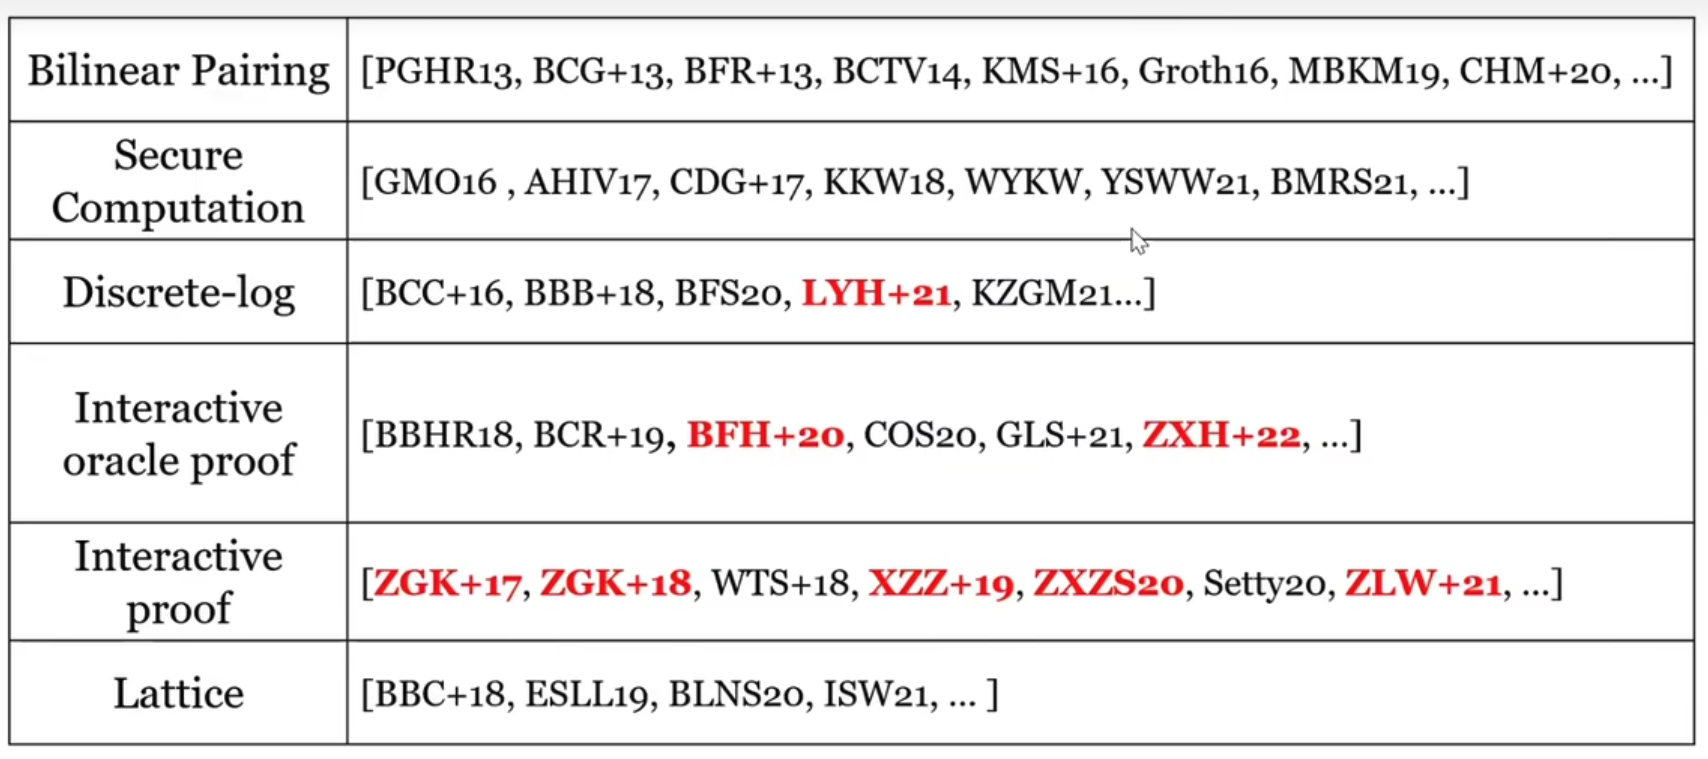 Bilinear Pairing
[PGHR13, BCG+13, BFR+13, BCTV14, KMS+16, Groth16, MBKM19, CHM+20, ...]
Secure
Computation
[GMO16 , AHIV17, CDG+17, KKW18, WYKW, YSWW21, BMRS21, ...]
Discrete-log
[BCC+16, BBB+18, BFS20, LYH+21, KZGM21...]
Interactive
oracle proof
[BBHR18, BCR+19, BFH+20, COS20, GLS+21, ZXH+22, ...]
Interactive
proof
[ZGK+17, ZGK+18, WTS+18, XZZ+19, ZXZS20, Setty20, ZLW+21, ...]
Lattice
[BBC+18, ESLL19, BLNS20, ISW21, ... ]